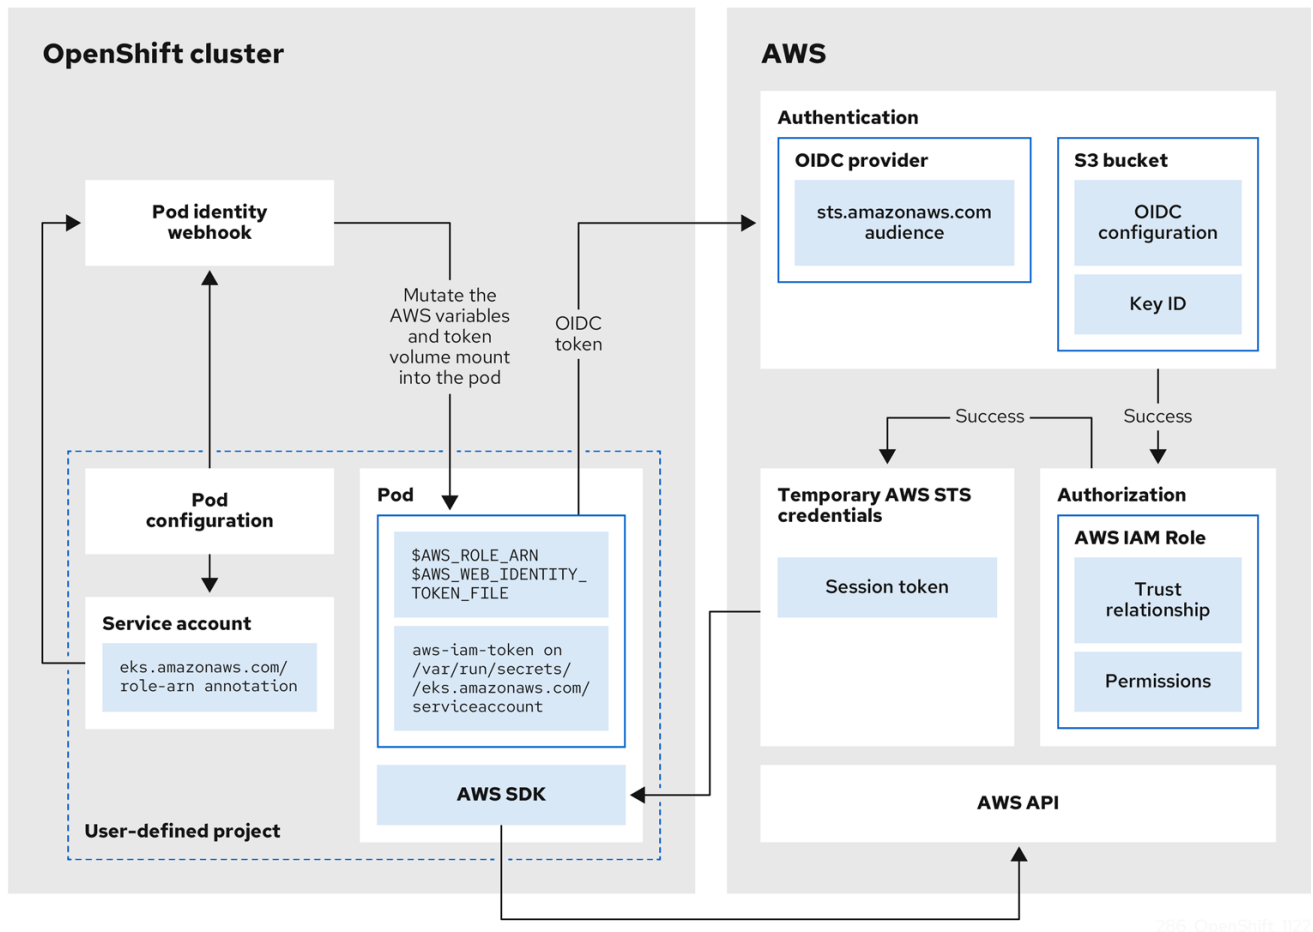 OpenShift cluster
Pod identity
webhook
Mutate the
AWS variables
and token
volume mount
into the pod
OIDC
token
Pod
configuration
Service account
eks.amazonaws.com/
role-arn annotation
User-defined project
Pod
$AWS_ROLE_ARN
$AWS_WEB_IDENTITY_
TOKEN_FILE
aws-iam-token on
/var/run/secrets/
/eks.amazonaws.com/
serviceaccount
AWS SDK
AWS
Authentication
OIDC provider
sts.amazonaws.com
audience
S3 bucket
OIDC
configuration
Key ID
Success
Success
Temporary AWS STS
credentials
Session token
Authorization
AWS IAM Role
Trust
relationship
Permissions
AWS API
286_OpenShift_1122